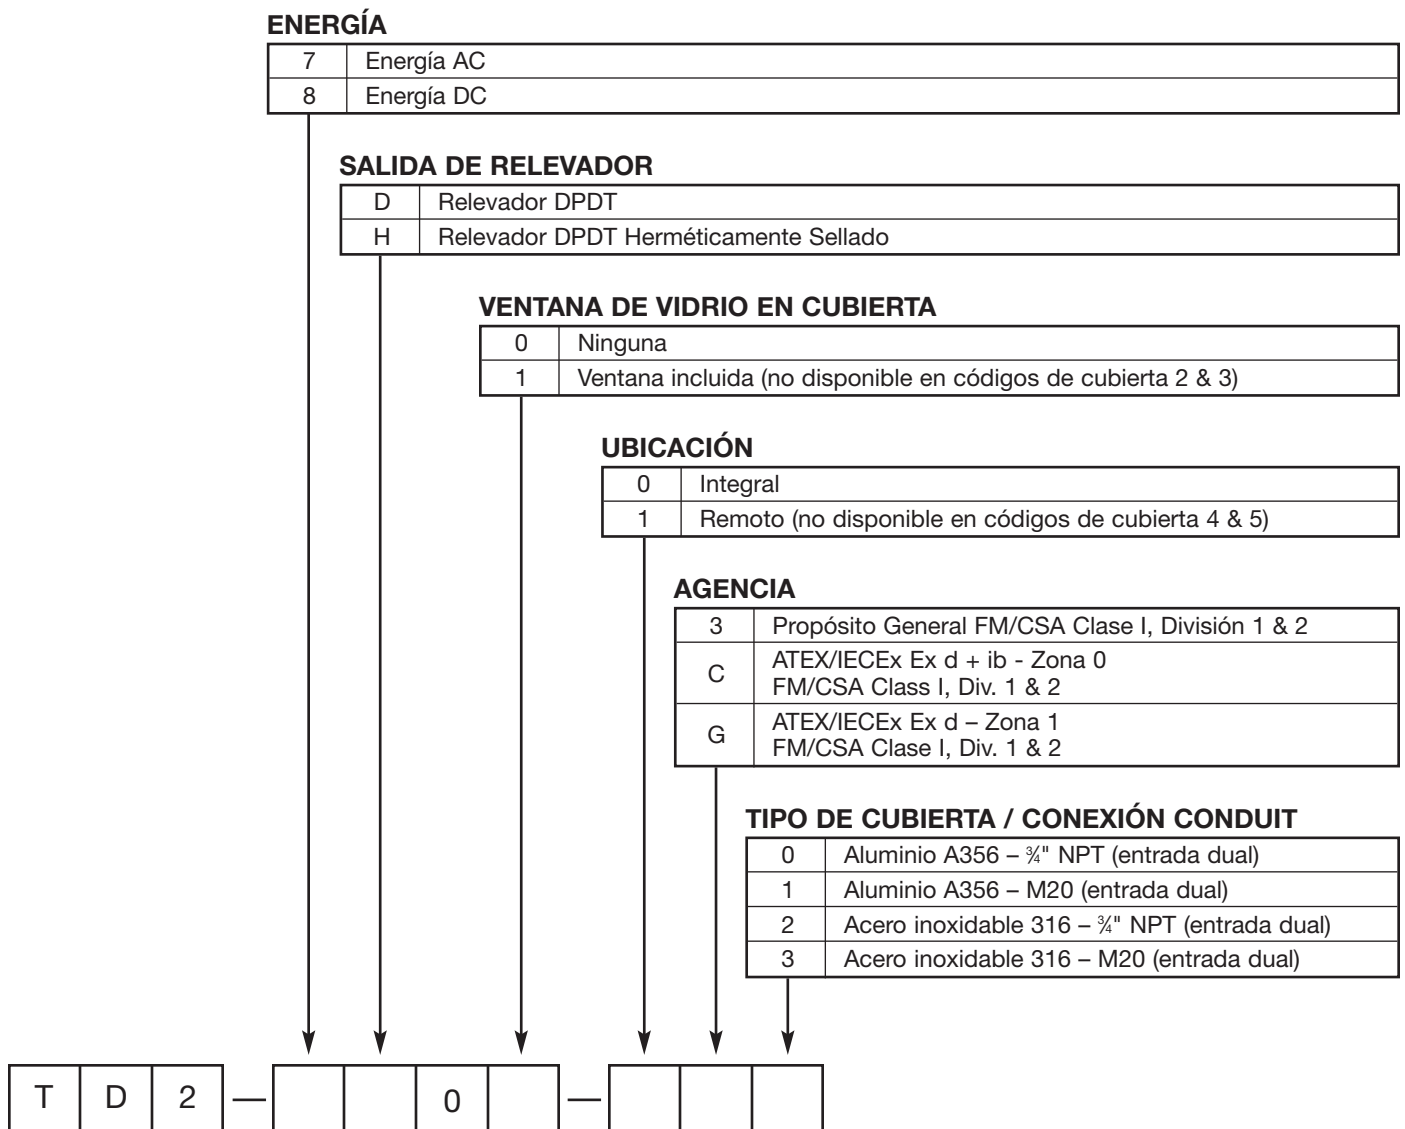 ENERGÍA
7 Energía AC
8 Energía DC
SALIDA DE RELEVADOR
D Relevador DPDT
H Relevador DPDT Herméticamente Sellado
VENTANA DE VIDRIO EN CUBIERTA
0 Ninguna
1 Ventana incluida (no disponible en códigos de cubierta 2 & 3)
UBICACIÓN
0 Integral
1 Remoto (no disponible en códigos de cubierta 4 & 5)
AGENCIA
3 Propósito General FM/CSA Clase I, División 1 & 2
C ATEX/IECEx Ex d + ib - Zona 0
FM/CSA Class I, Div. 1 & 2
G ATEX/IECEx Ex d – Zona 1
FM/CSA Clase I, Div. 1 & 2
TIPO DE CUBIERTA / CONEXIÓN CONDUIT
0 Aluminio A356 – ¾" NPT (entrada dual)
1 Aluminio A356 – M20 (entrada dual)
2 Acero inoxidable 316 – ¾" NPT (entrada dual)
3 Acero inoxidable 316 – M20 (entrada dual)
T D 2 — 0 —